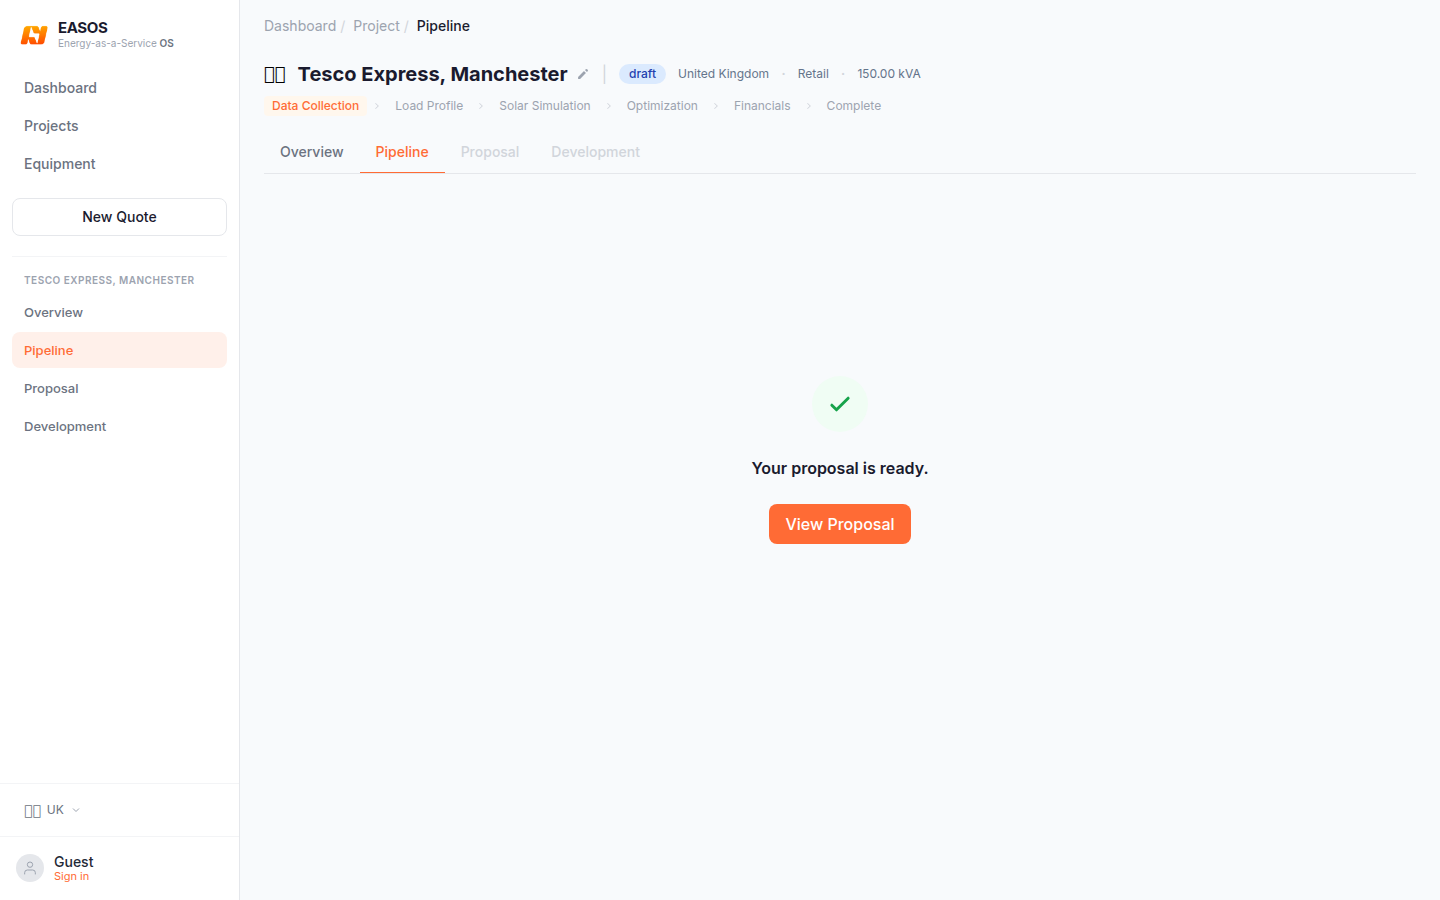 EASOS
Energy-as-a-Service OS
Dashboard
Projects
Equipment
New Quote
TESCO EXPRESS, MANCHESTER
Overview
Pipeline
Proposal
Development
UK
Guest
Sign in
Dashboard / Project / Pipeline
Tesco Express, Manchester
draft United Kingdom · Retail · 150.00 kVA
Data Collection > Load Profile > Solar Simulation > Optimization > Financials > Complete
Overview Pipeline Proposal Development
Your proposal is ready.
View Proposal